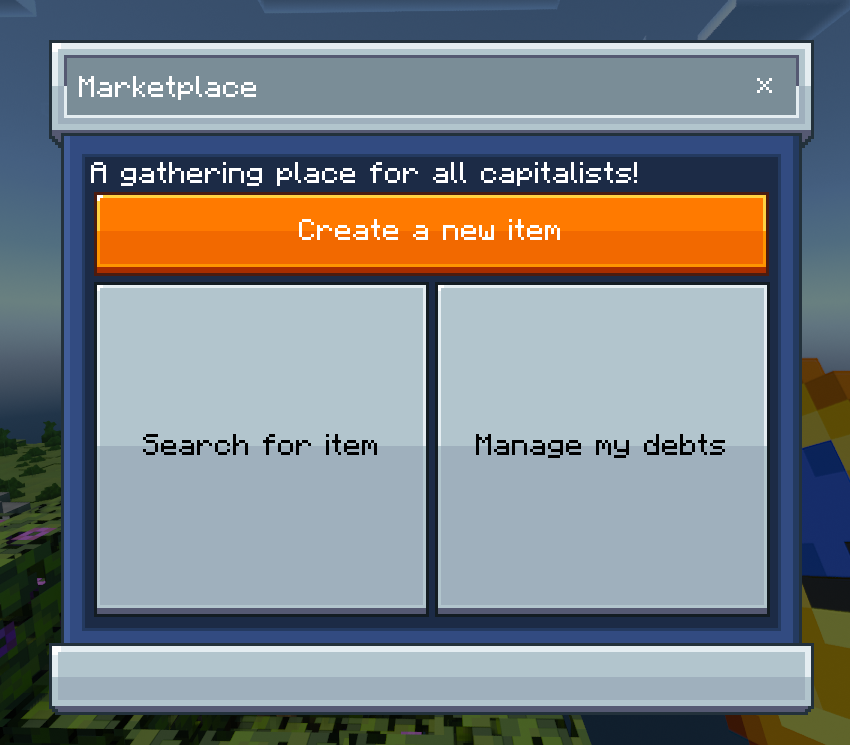 Marketplace
A gathering place for all capitalists!
Create a new item
Search for item
Manage my debts